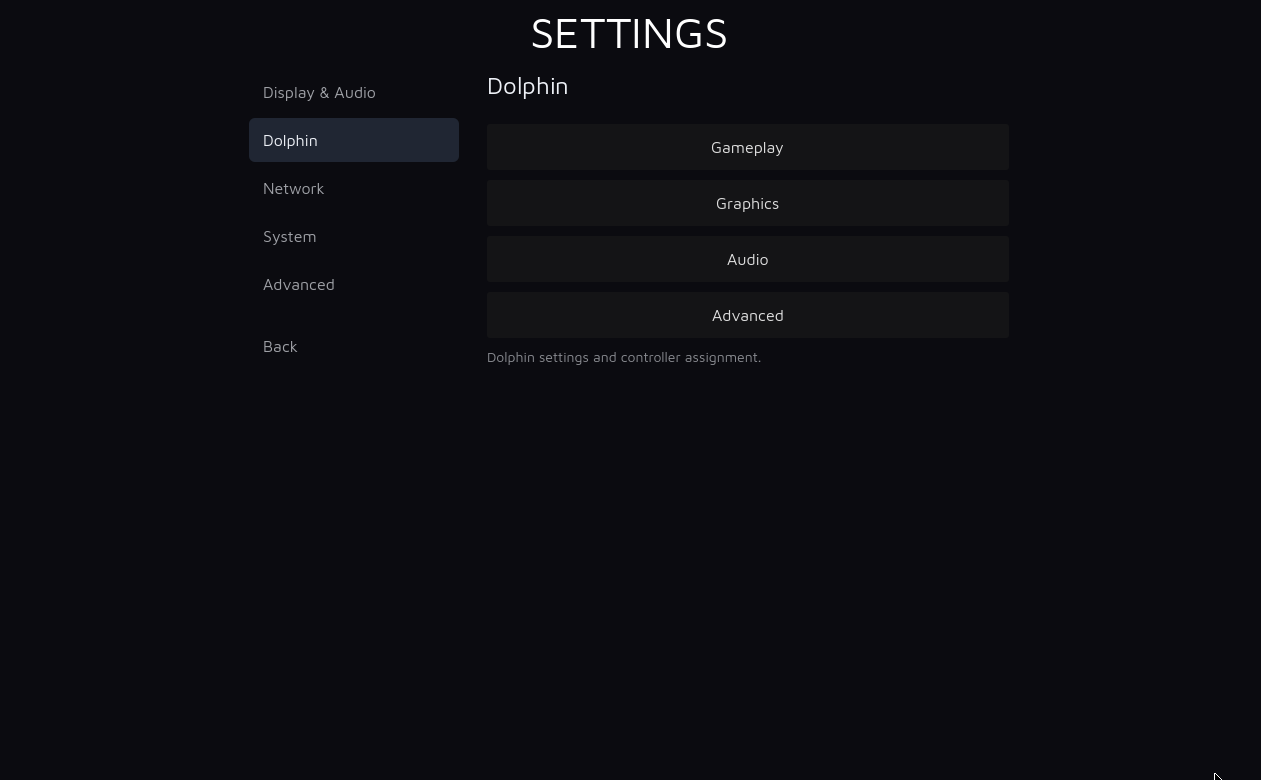 SETTINGS
Display & Audio
Dolphin
Network
System
Advanced
Back
Dolphin
Gameplay
Graphics
Audio
Advanced
Dolphin settings and controller assignment.